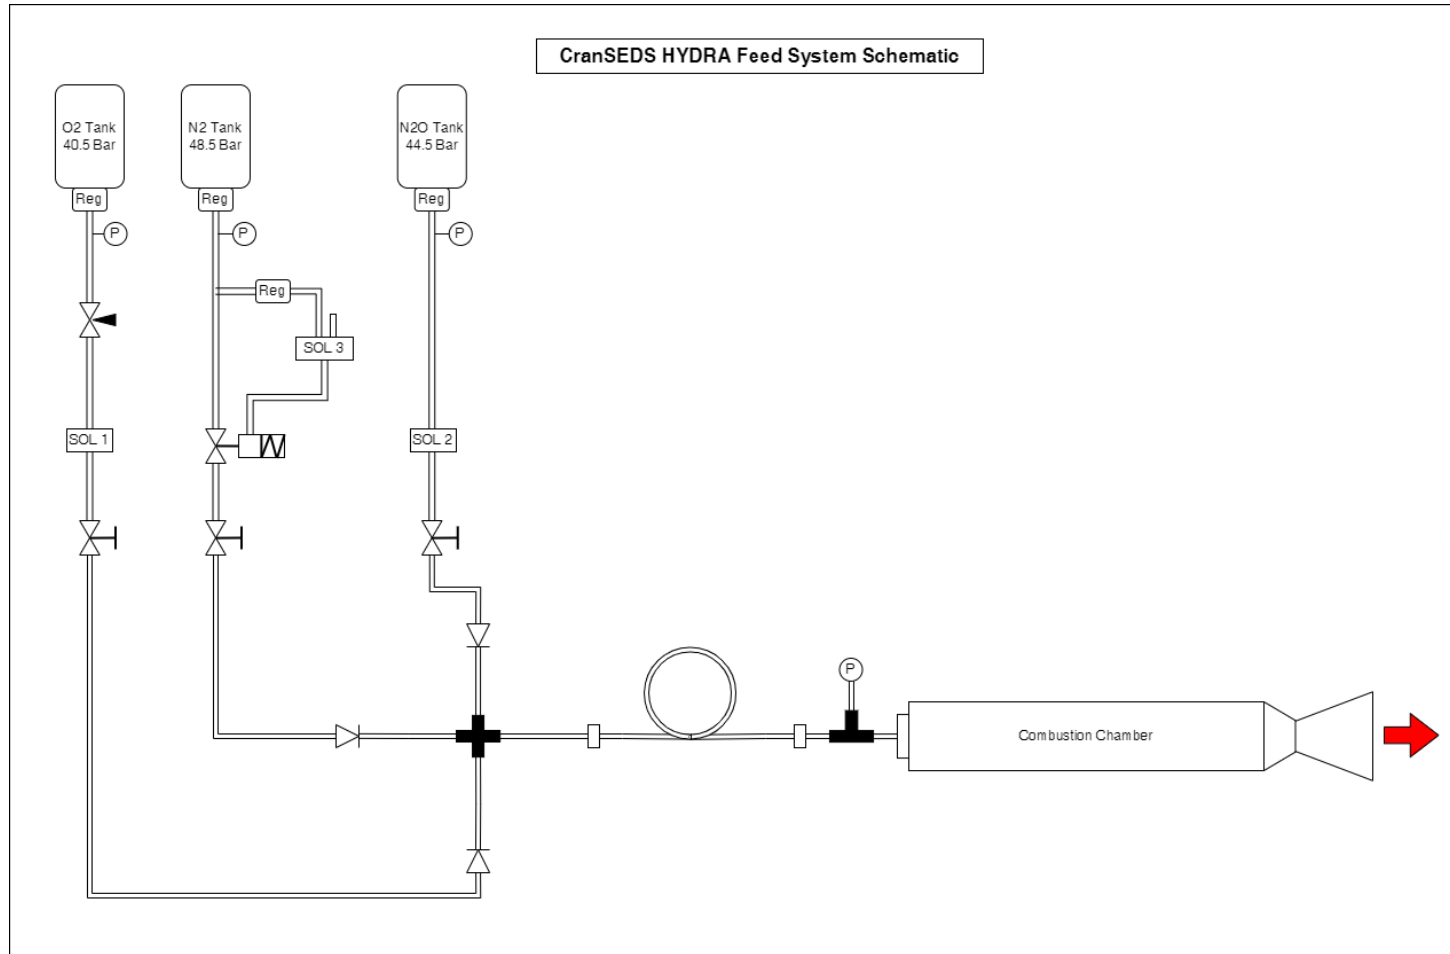 CranSEDS HYDRA Feed System Schematic
O2 Tank
40.5 Bar
N2 Tank
48.5 Bar
N2O Tank
44.5 Bar
Reg
Reg
Reg
P
P
P
Reg
SOL 3
SOL 1
SOL 2
P
Combustion Chamber